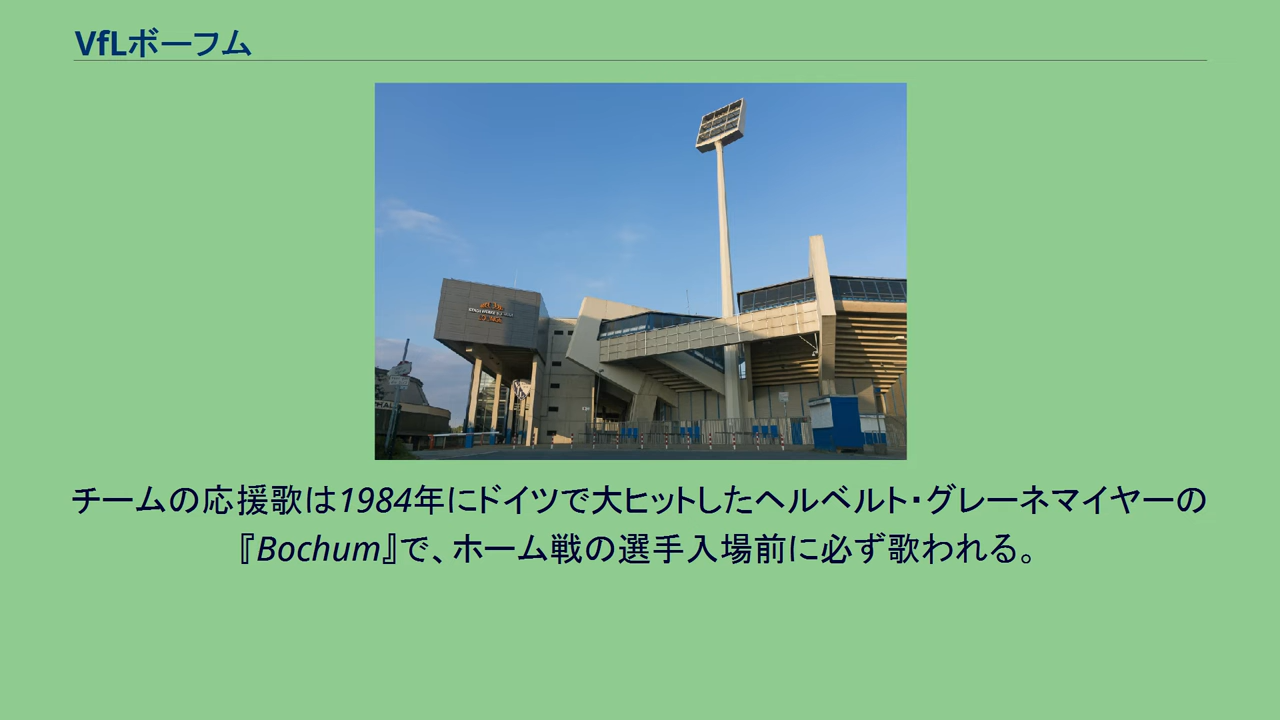 VfLボーフム
チームの応援歌は1984年にドイツで大ヒットしたヘルベルト・グレーネマイヤーの
『Bochum』で、ホーム戦の選手入場前に必ず歌われる。